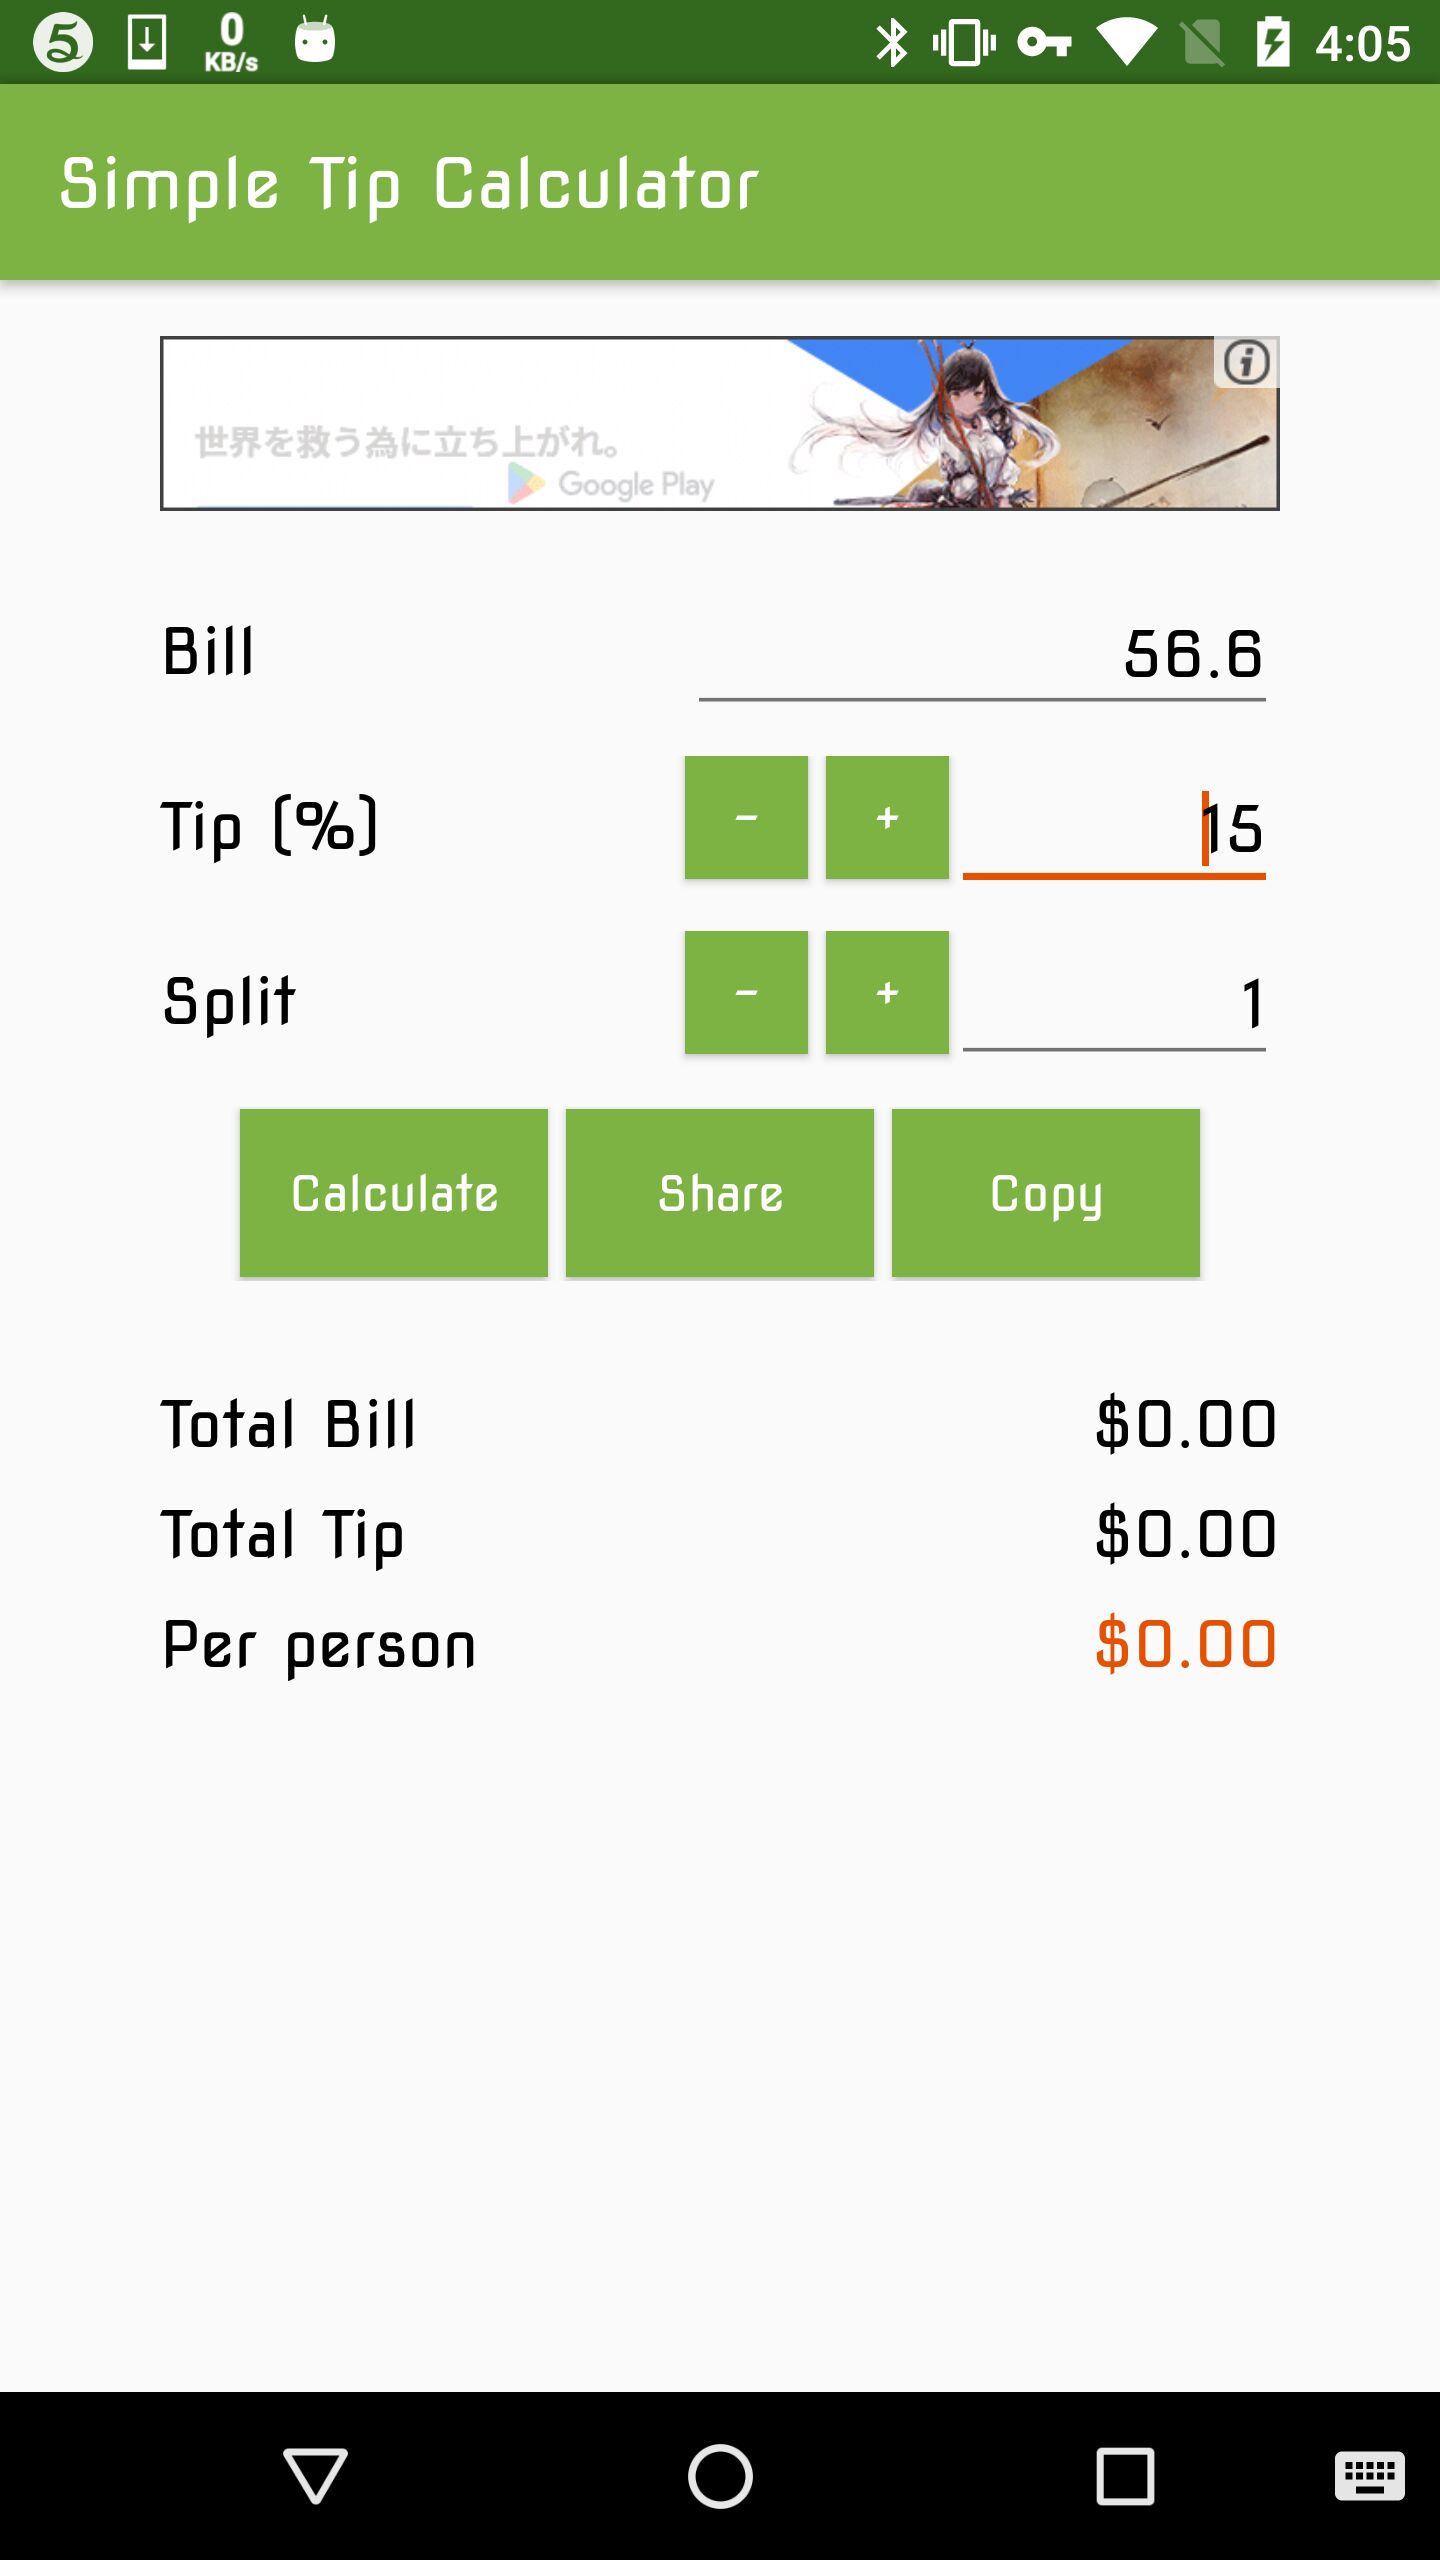 5 0 KB/s 4:05
Simple Tip Calculator
世界を救う為に立ち上がれ。
Google Play
Bill 56.6
Tip (%) - + 15
Split - + 1
Calculate Share Copy
Total Bill $0.00
Total Tip $0.00
Per person $0.00